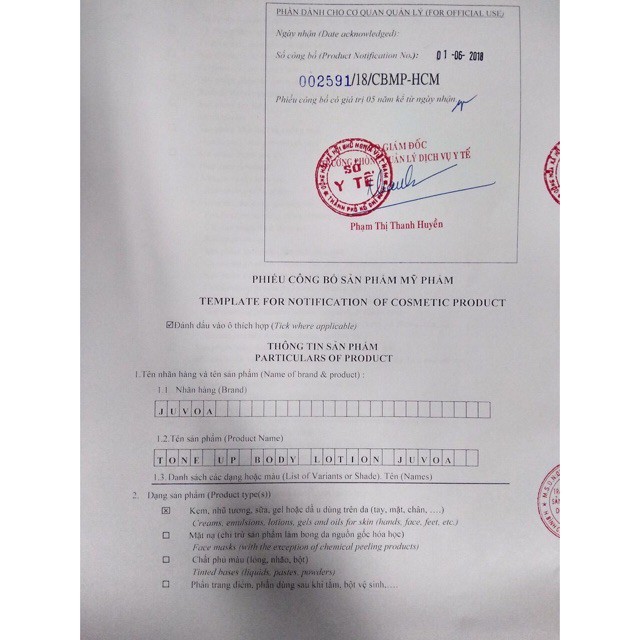 PHẦN DÀNH CHO CƠ QUAN QUẢN LÝ (FOR OFFICIAL USE)
Ngày nhận (Date acknowledged):
Số công bố (Product Notification No.): 01-06-2018
002591/18/CBMP-HCM
Phiếu công bố có giá trị 05 năm kể từ ngày nhận
GIÁM ĐỐC
QUẢN LÝ DỊCH VỤ Y TẾ
SỞ
Y TẾ
Phạm Thị Thanh Huyền
PHIẾU CÔNG BỐ SẢN PHẨM MỸ PHẨM
TEMPLATE FOR NOTIFICATION OF COSMETIC PRODUCT
☑Đánh dấu vào ô thích hợp (Tick where applicable)
THÔNG TIN SẢN PHẨM
PARTICULARS OF PRODUCT
1.Tên nhãn hàng và tên sản phẩm (Name of brand & product) :
1.1. Nhãn hàng (Brand)
JUVOA
1.2.Tên sản phẩm (Product Name)
TONE UP BODY LOTION JUVOA
1.3. Danh sách các dạng hoặc màu (List of Variants or Shade). Tên (Names)
2. Dạng sản phẩm (Product type(s))
☒ Kem, nhũ tương, sữa, gel hoặc dầu dùng trên da (tay, mặt, chân, ....)
Creams, emulsions, lotions, gels and oils for skin (hands, face, feet, etc.)
☐ Mặt nạ (chỉ trừ sản phẩm làm bong da nguồn gốc hóa học)
Face masks (with the exception of chemical peeling products)
☐ Chất phủ màu (lỏng, nhão, bột)
Tinted bases (liquids, pastes, powders)
☐ Phấn trang điểm, phấn dùng sau khi tắm, bột vệ sinh,....